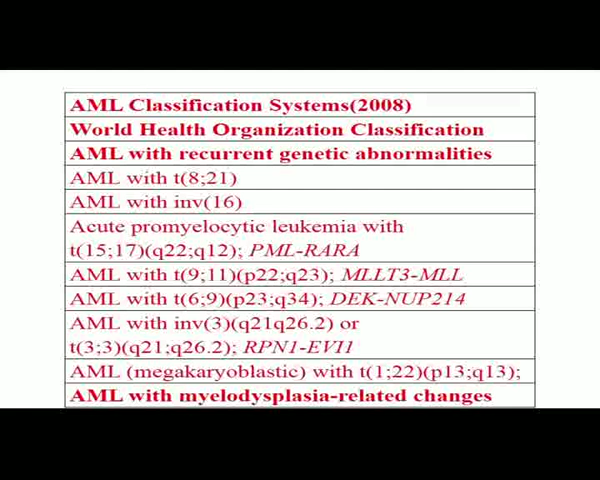 AML Classification Systems(2008)
World Health Organization Classification
AML with recurrent genetic abnormalities
AML with t(8;21)
AML with inv(16)
Acute promyelocytic leukemia with
t(15;17)(q22;q12); PML-RARA
AML with t(9;11)(p22;q23); MLLT3-MLL
AML with t(6;9)(p23;q34); DEK-NUP214
AML with inv(3)(q21q26.2) or
t(3;3)(q21;q26.2); RPN1-EVI1
AML (megakaryoblastic) with t(1;22)(p13;q13);
AML with myelodysplasia-related changes